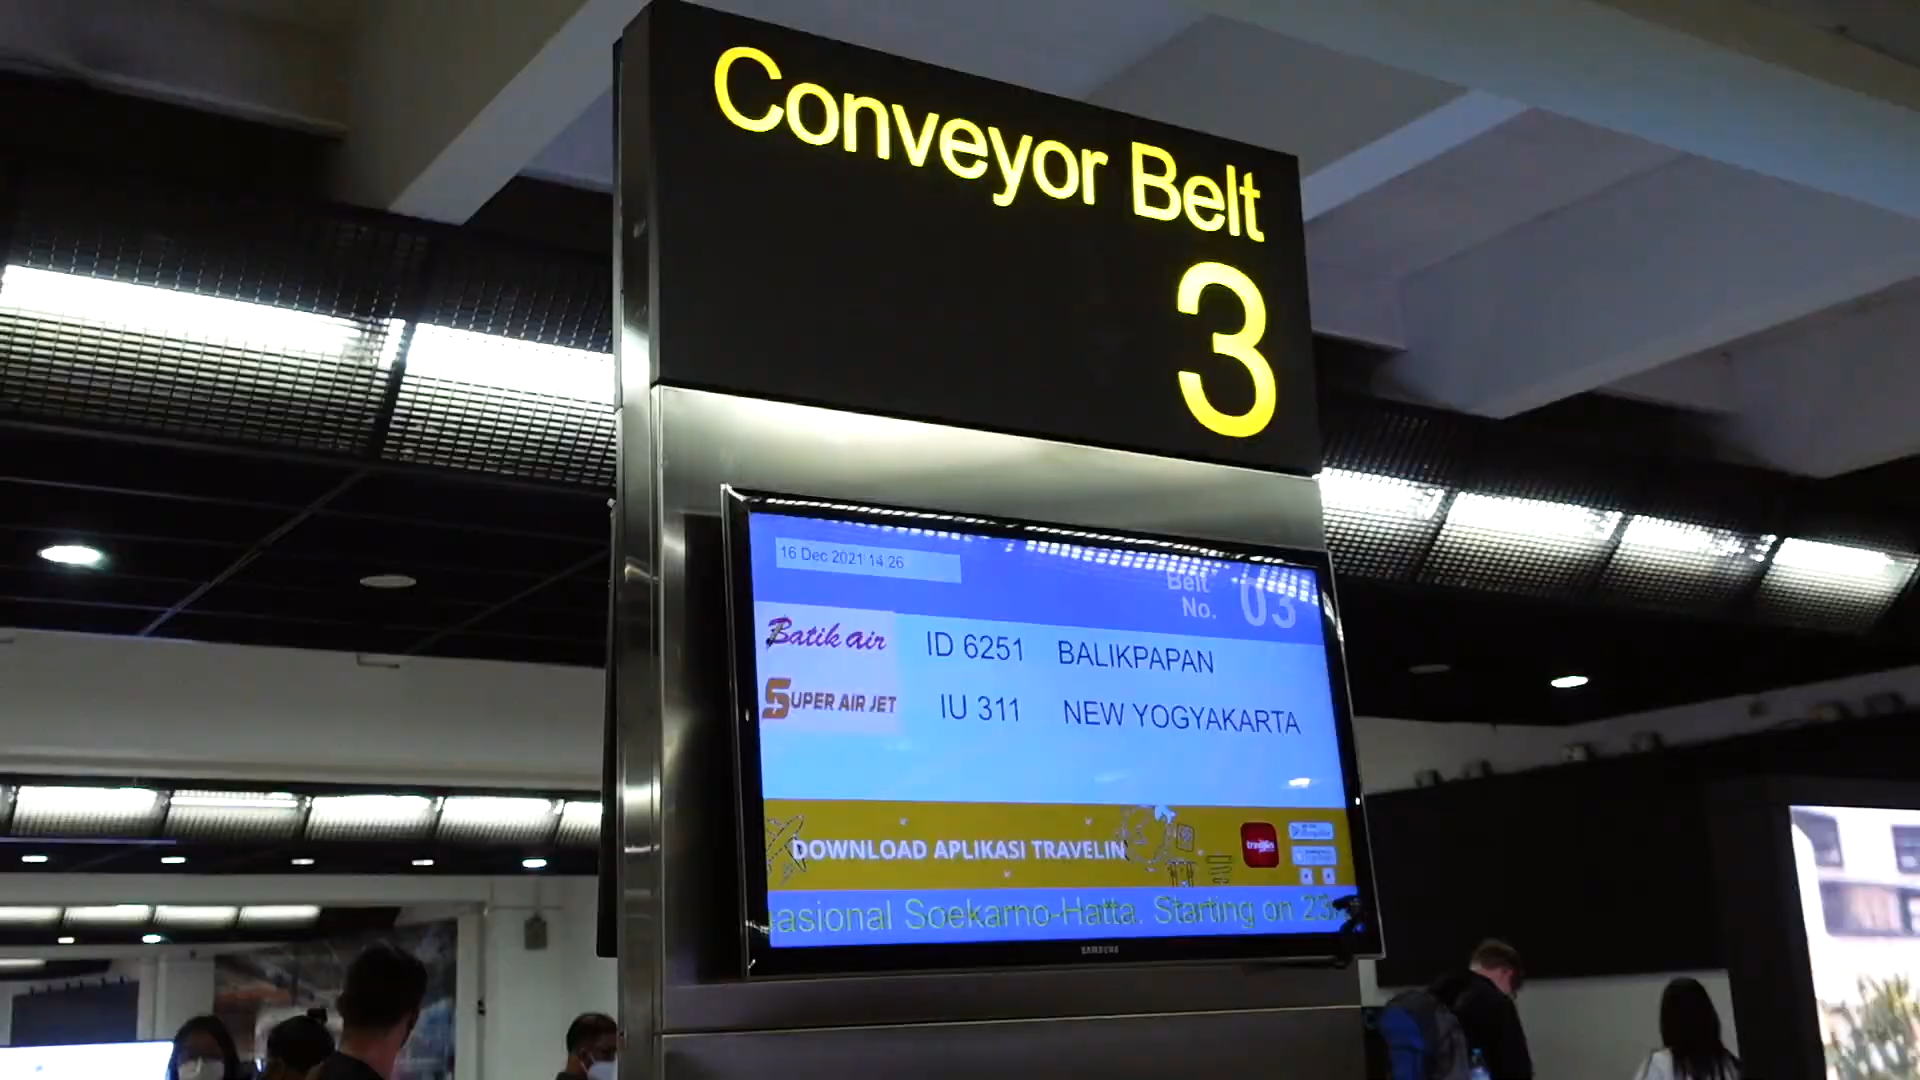 Conveyor Belt
3
16 Dec 2021 14:26
Belt No. 03
Batik air ID 6251 BALIKPAPAN
SUPER AIR JET IU 311 NEW YOGYAKARTA
DOWNLOAD APLIKASI TRAVELIN
travelin
asional Soekarno-Hatta. Starting on 23
SAMSUNG